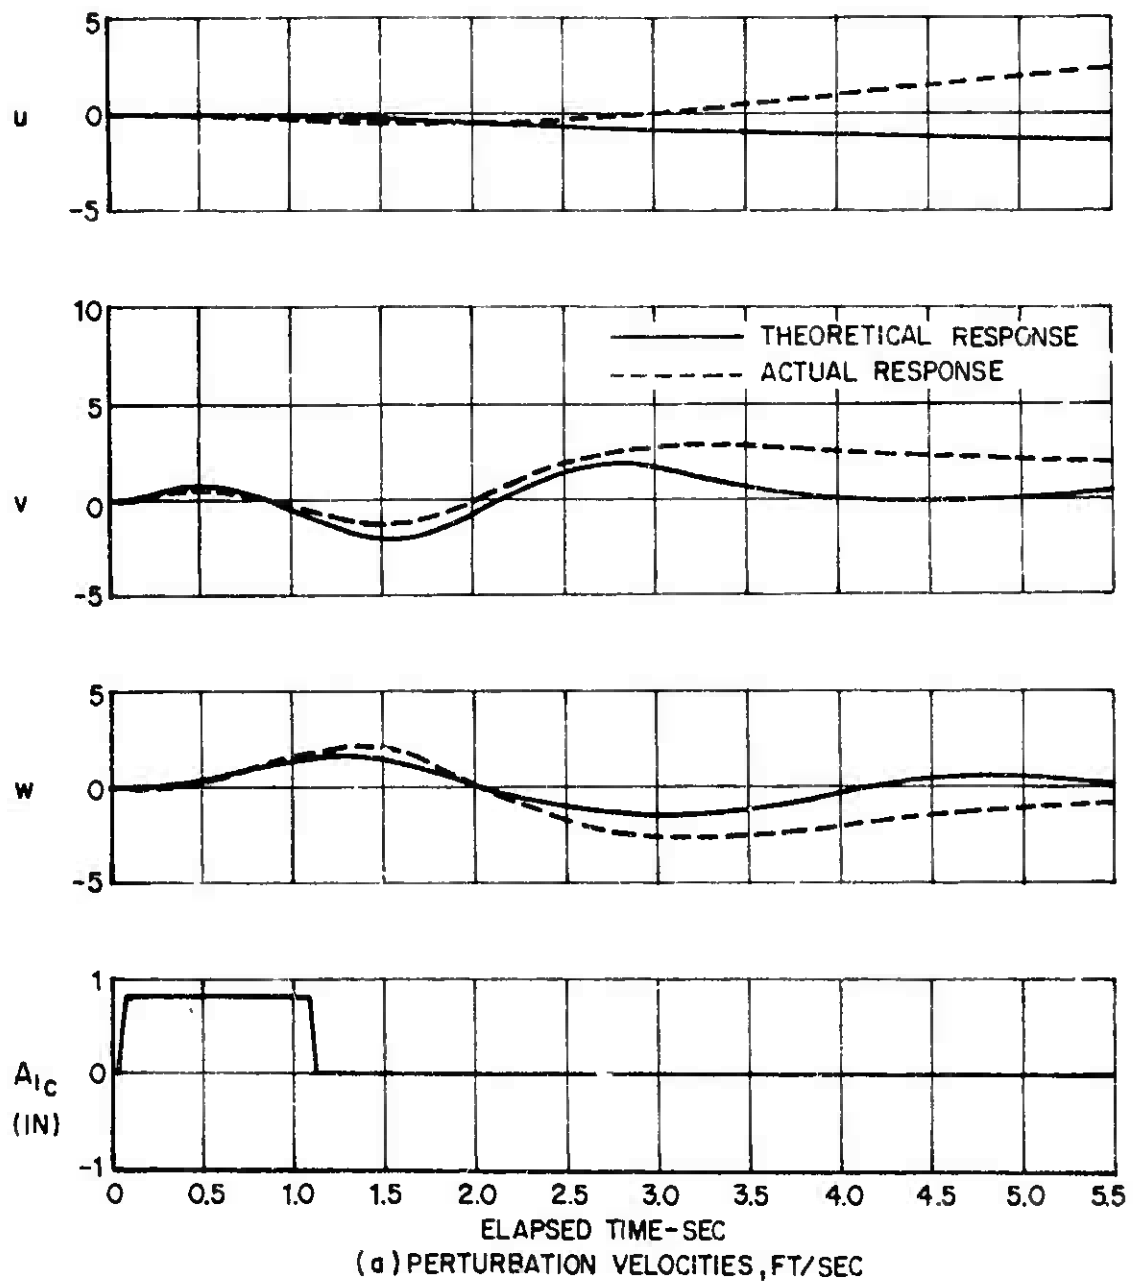 5
u 0
-5
10
THEORETICAL RESPONSE
5
ACTUAL RESPONSE
v 0
-5
5
w 0
-5
1
A1c 0
(IN)
-1
0 0.5 1.0 1.5 2.0 2.5 3.0 3.5 4.0 4.5 5.0 5.5
ELAPSED TIME-SEC
(a) PERTURBATION VELOCITIES, FT/SEC